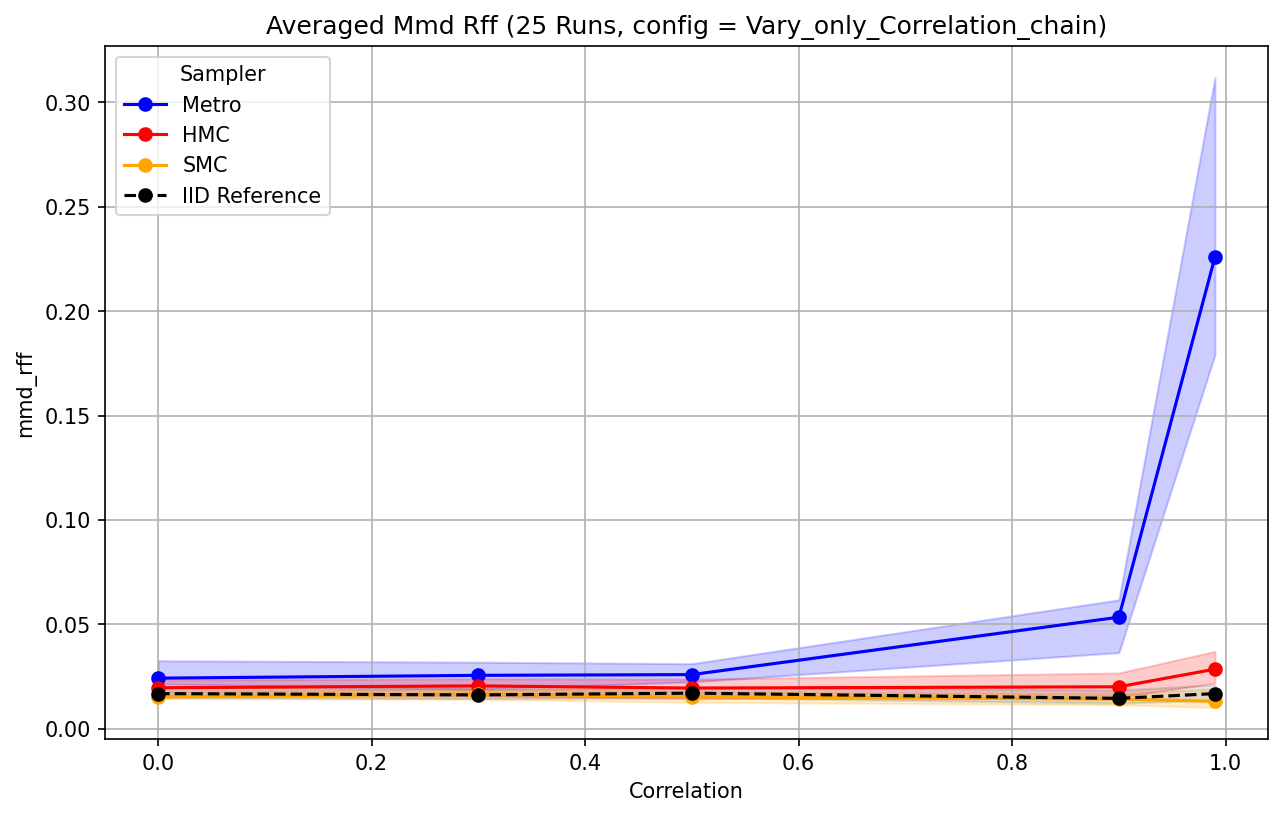 Averaged Mmd Rff (25 Runs, config = Vary_only_Correlation_chain)
Sampler
Metro
HMC
SMC
IID Reference
mmd_rff
0.30
0.25
0.20
0.15
0.10
0.05
0.00
0.0 0.2 0.4 0.6 0.8 1.0
Correlation